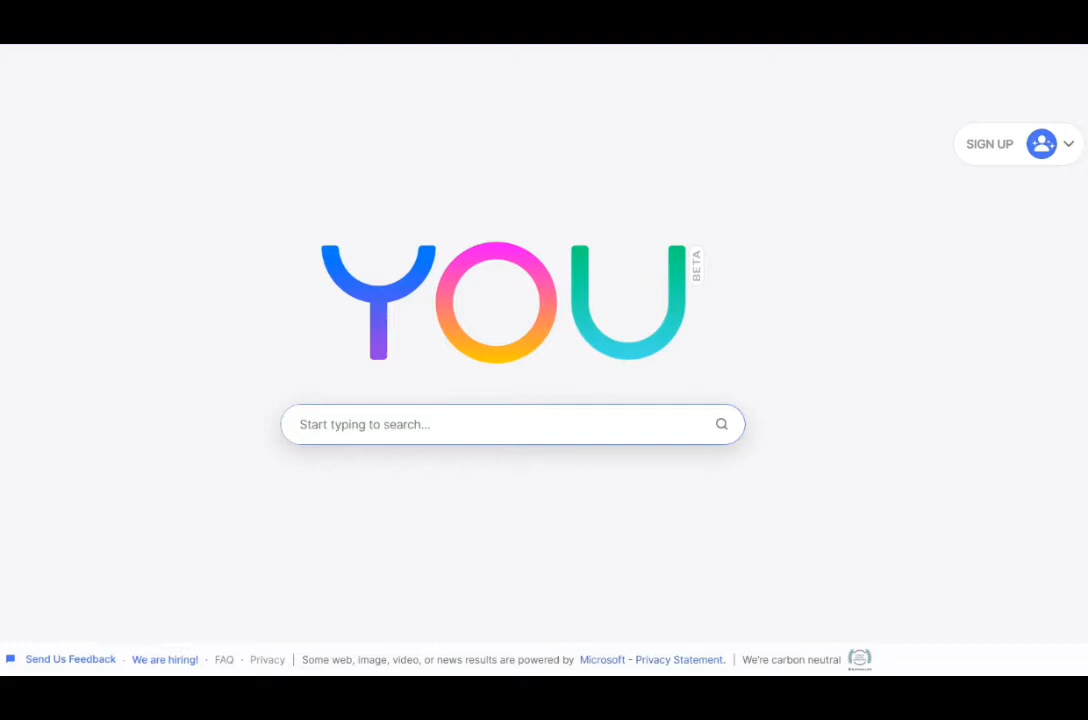 SIGN UP
YOU
BETA
Start typing to search...
Send Us Feedback · We are hiring! · FAQ · Privacy | Some web, image, video, or news results are powered by Microsoft - Privacy Statement. | We're carbon neutral